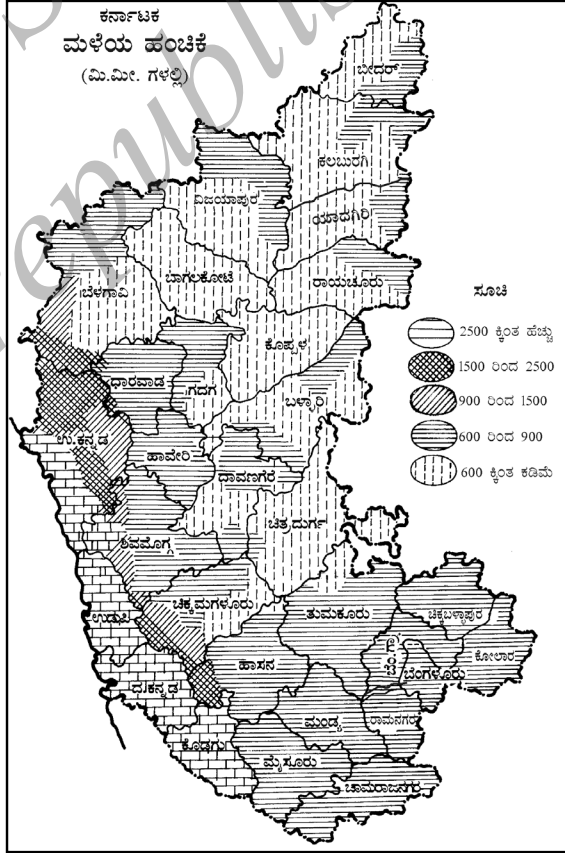 ಕರ್ನಾಟಕ
ಮಳೆಯ ಹಂಚಿಕೆ
(ಮಿ.ಮೀ. ಗಳಲ್ಲಿ)
ಬೀದರ್
ಕಲಬುರಗಿ
ವಿಜಯಾಪುರ
ಯಾದಗಿರಿ
ಬೆಳಗಾವಿ
ಬಾಗಲಕೋಟೆ
ರಾಯಚೂರು
ಕೊಪ್ಪಳ
ಧಾರವಾಡ
ಗದಗ
ಬಳ್ಳಾರಿ
ಉ.ಕನ್ನಡ
ಹಾವೇರಿ
ದಾವಣಗೆರೆ
ಚಿತ್ರದುರ್ಗ
ಶಿವಮೊಗ್ಗ
ಚಿಕ್ಕಮಗಳೂರು
ತುಮಕೂರು
ಚಿಕ್ಕಬಳ್ಳಾಪುರ
ಉಡುಪಿ
ಹಾಸನ
ಬೆಂಗಳೂರು
ಕೋಲಾರ
ದ.ಕನ್ನಡ
ಮಂಡ್ಯ
ರಾಮನಗರ
ಕೊಡಗು
ಮೈಸೂರು
ಚಾಮರಾಜನಗರ
ಸೂಚಿ
2500 ಕ್ಕಿಂತ ಹೆಚ್ಚು
1500 ರಿಂದ 2500
900 ರಿಂದ 1500
600 ರಿಂದ 900
600 ಕ್ಕಿಂತ ಕಡಿಮೆ